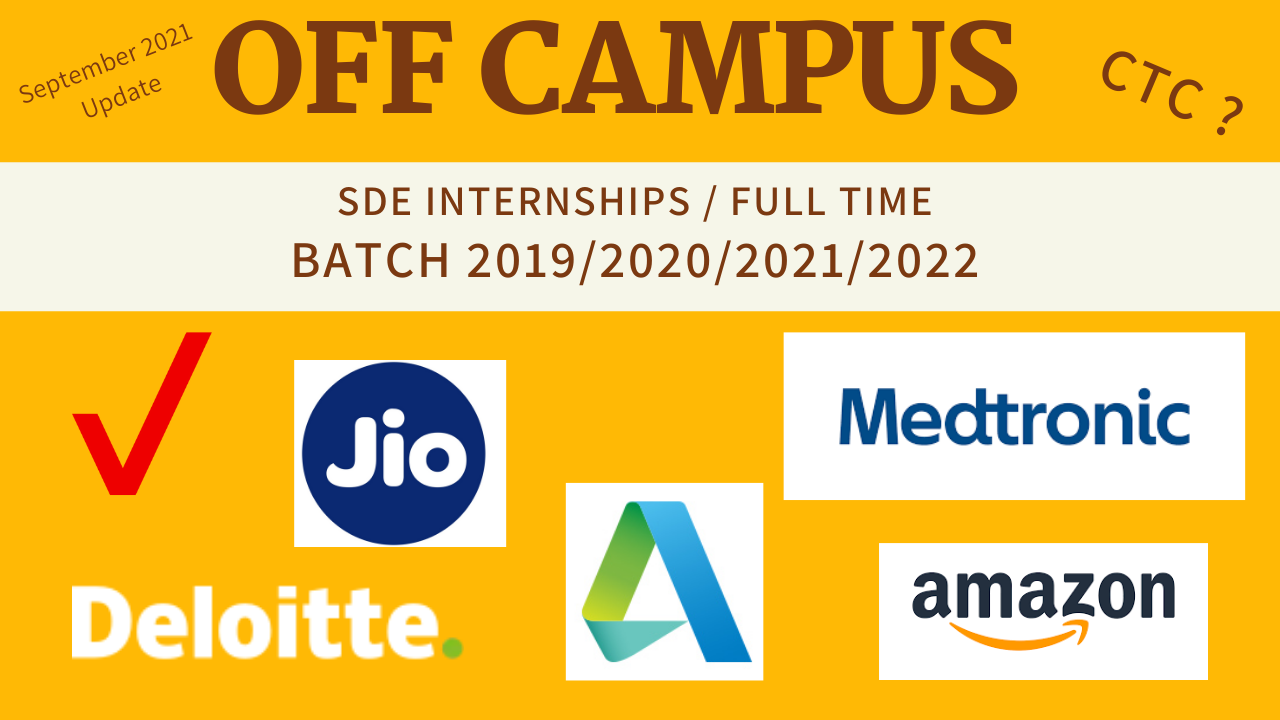 September 2021
Update
OFF CAMPUS
CTC ?
SDE INTERNSHIPS / FULL TIME
BATCH 2019/2020/2021/2022
Jio
Medtronic
Deloitte.
amazon